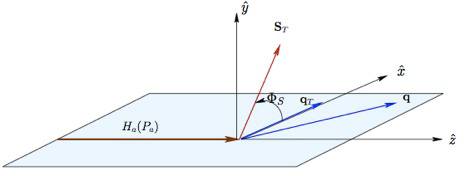 ŷ
S_T
x̂
q_T
q
Φ_S
H_a(P_a)
ẑ